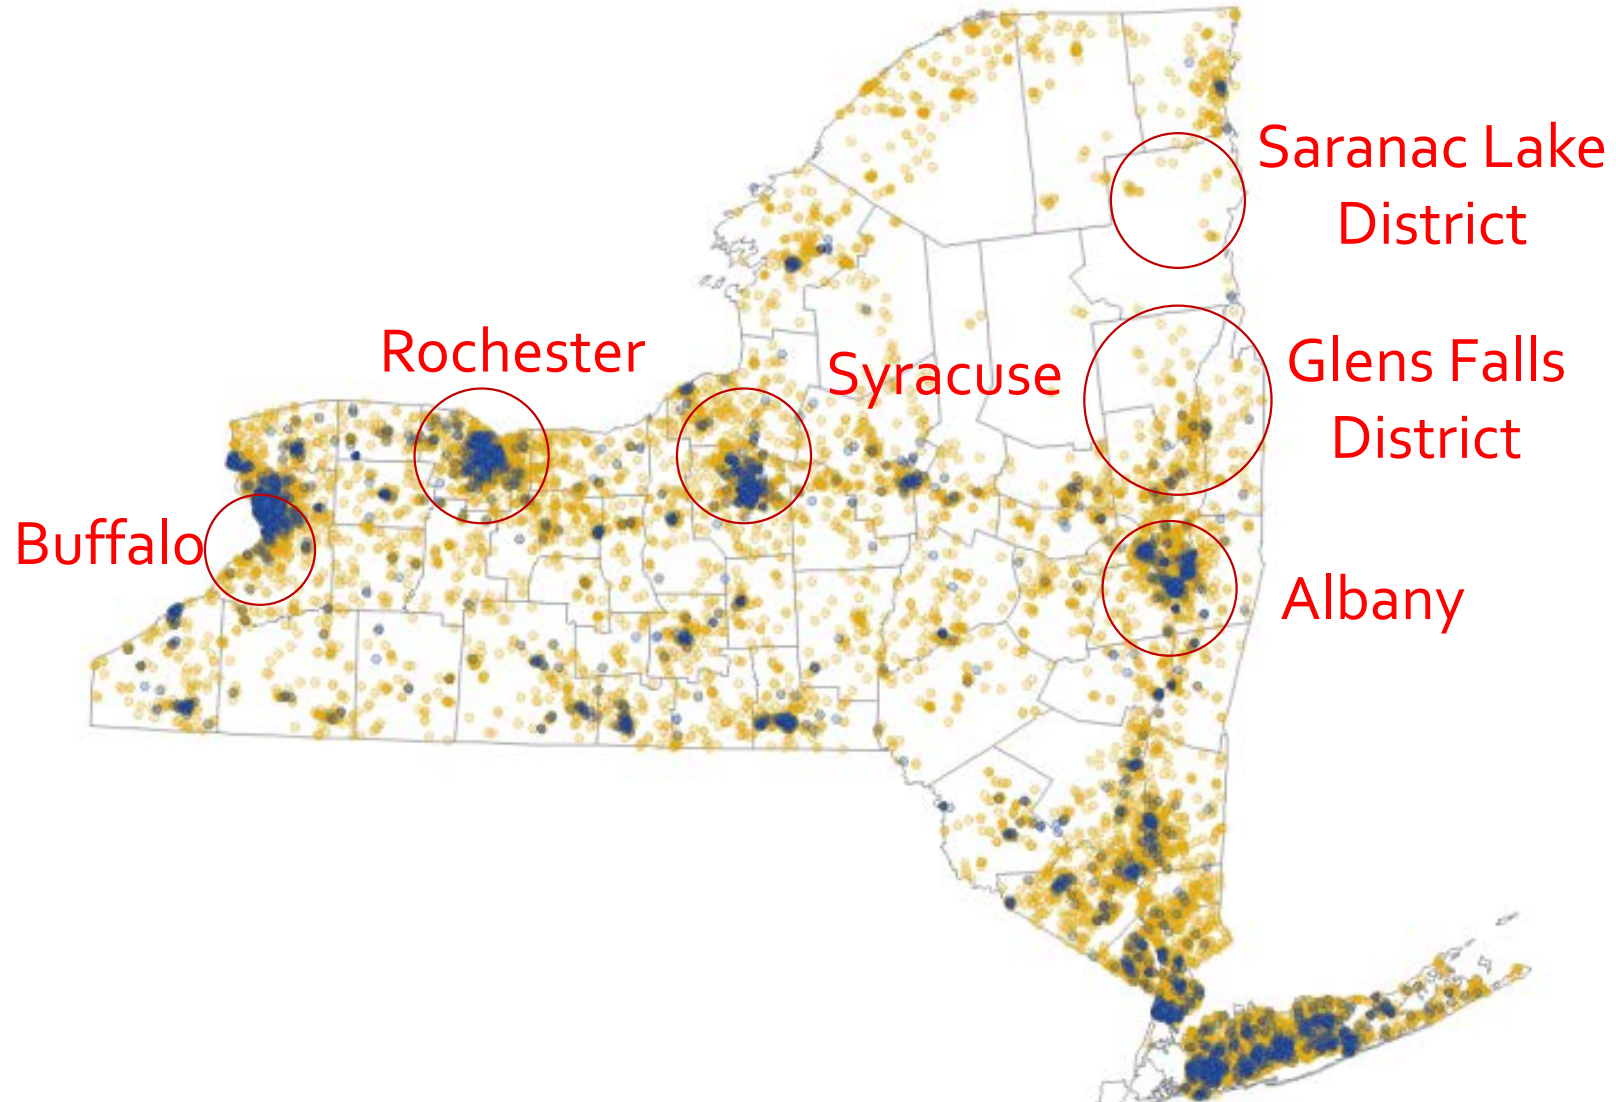 Saranac Lake
District
Rochester
Syracuse
Glens Falls
District
Buffalo
Albany